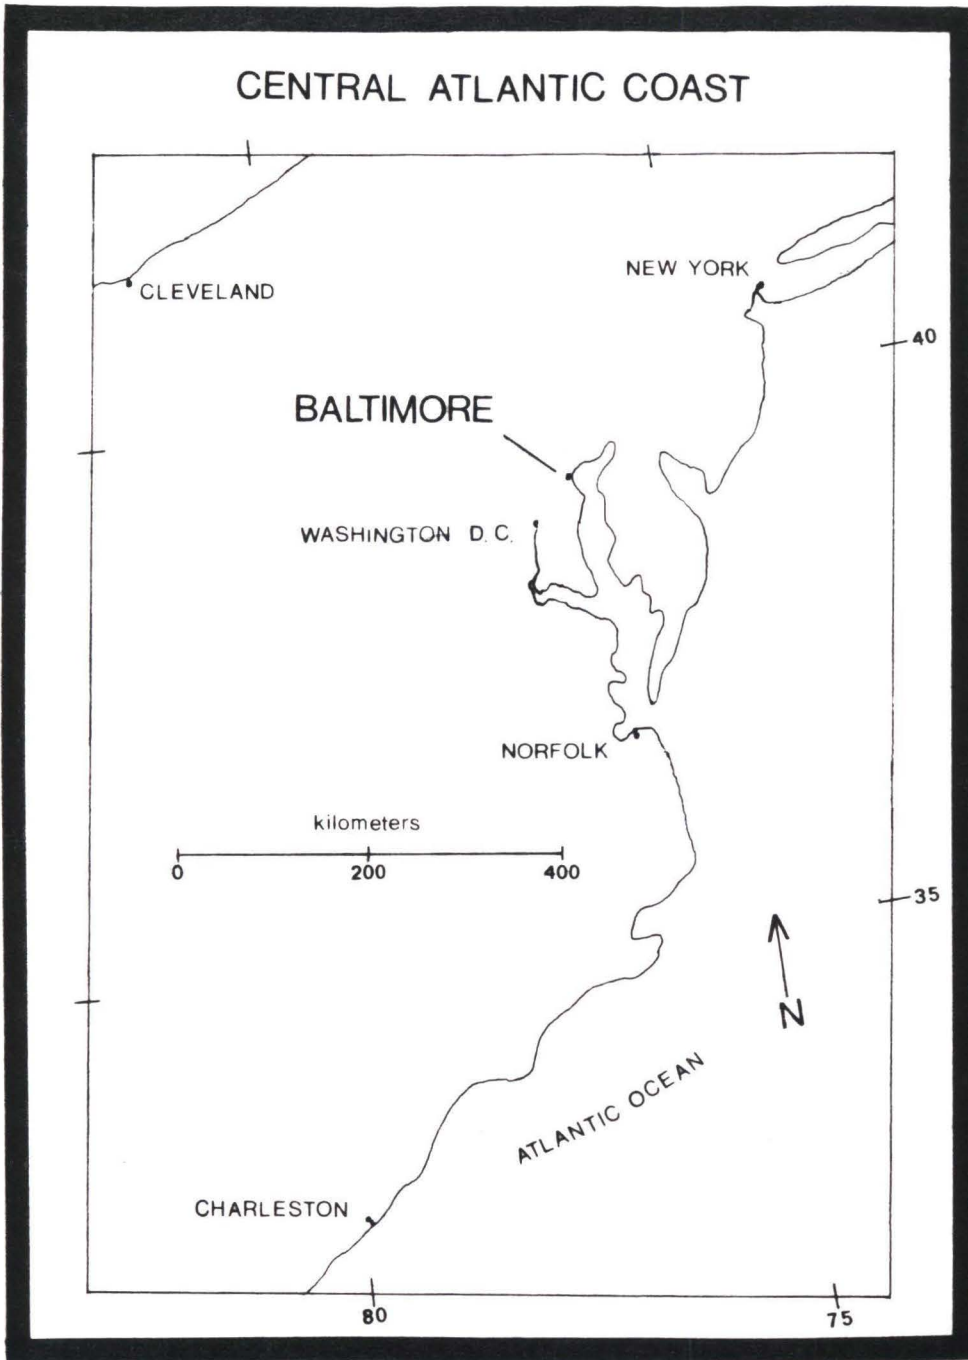 CENTRAL ATLANTIC COAST
NEW YORK
CLEVELAND
40
BALTIMORE
WASHINGTON D.C.
NORFOLK
kilometers
0 200 400
35
N
ATLANTIC OCEAN
CHARLESTON
80 75